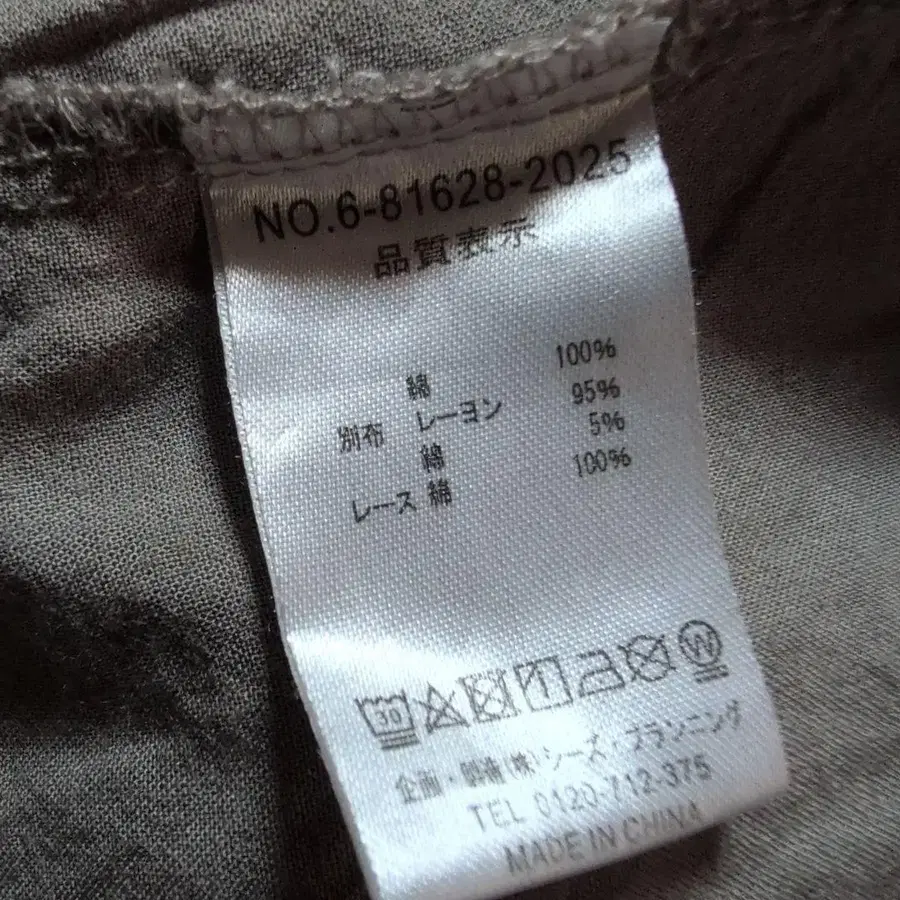 NO.6-81628-2025
品質表示
綿 100%
別布 レーヨン 95%
綿 5%
レース 綿 100%
30
W
企画・製造(株)シーズ・プランニング
TEL 0120-712-375
MADE IN CHINA